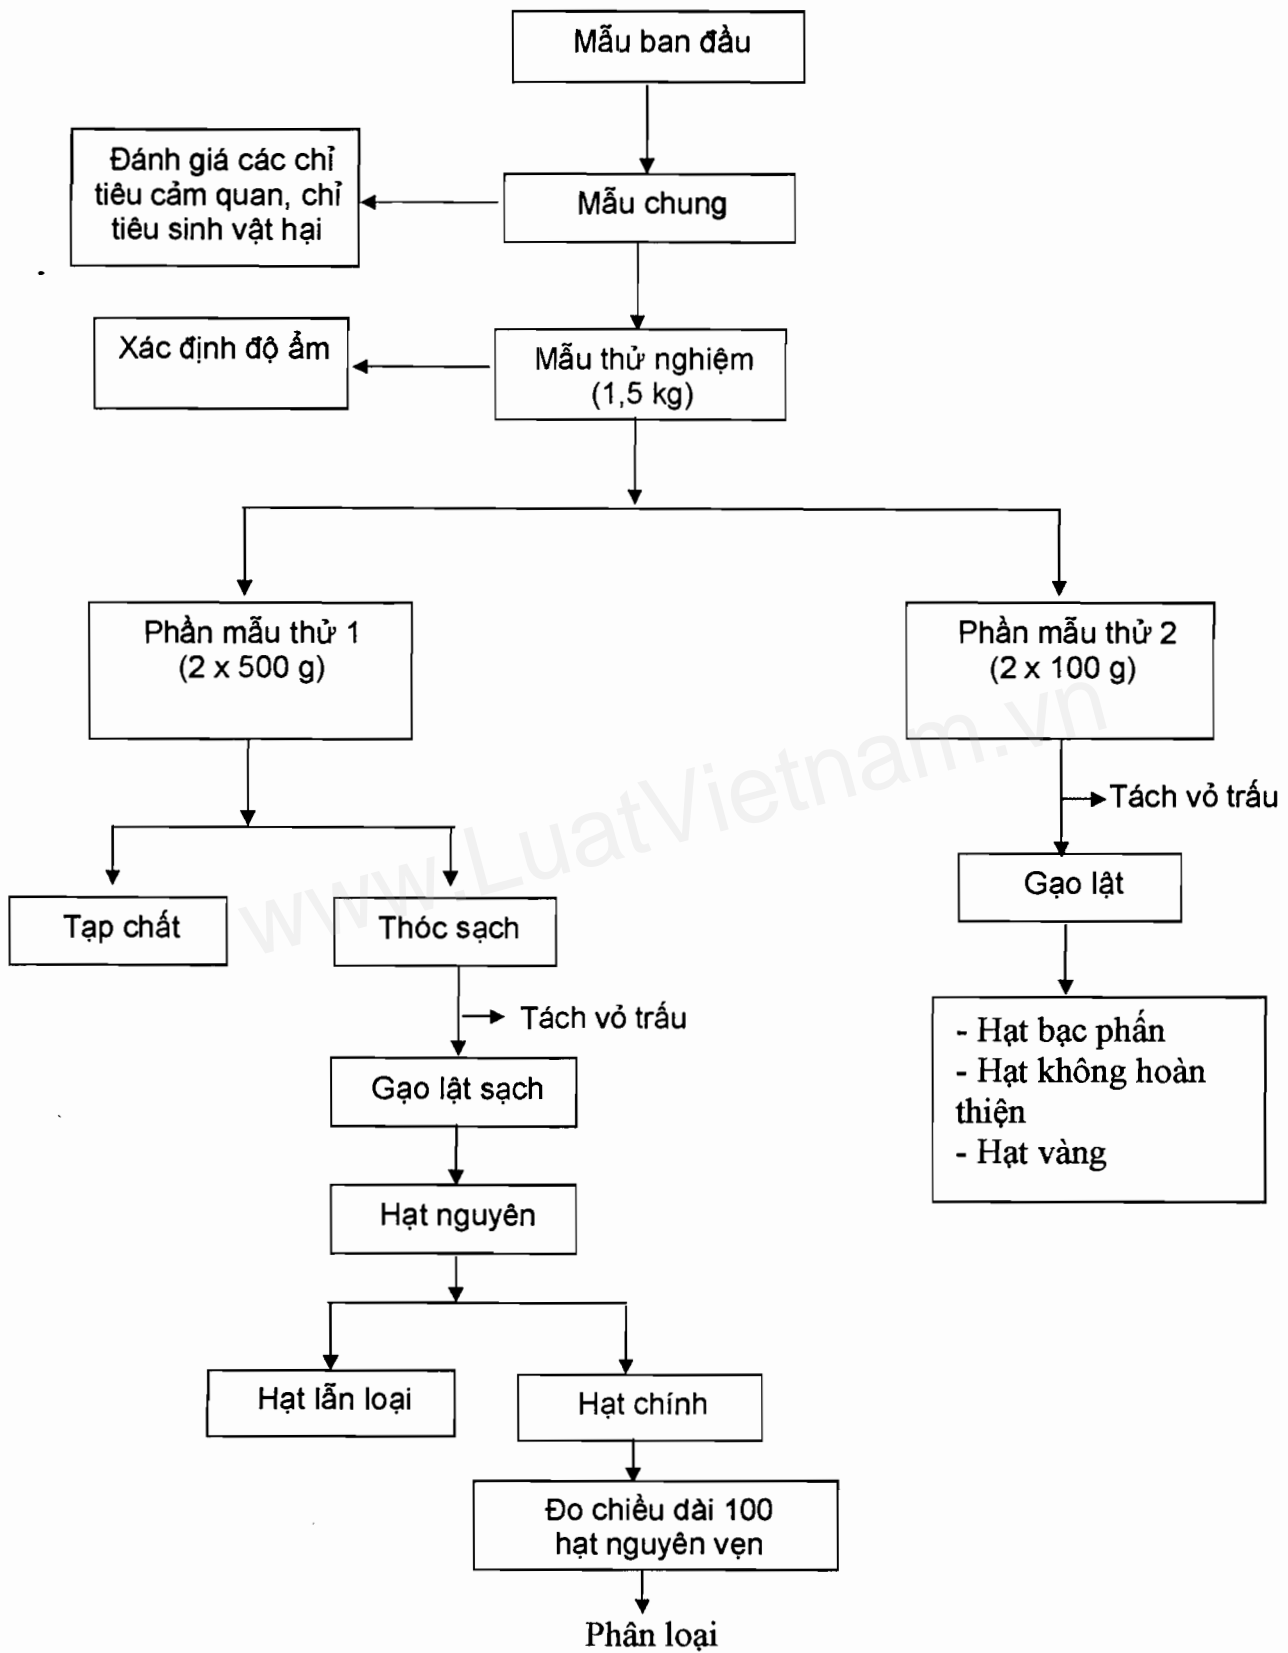 Mẫu ban đầu
Đánh giá các chỉ
tiêu cảm quan, chỉ
tiêu sinh vật hại
Mẫu chung
Xác định độ ẩm
Mẫu thử nghiệm
(1,5 kg)
Phần mẫu thử 1
(2 x 500 g)
Phần mẫu thử 2
(2 x 100 g)
Tách vỏ trấu
Gạo lật
Tạp chất
Thóc sạch
Tách vỏ trấu
Gạo lật sạch
- Hạt bạc phấn
- Hạt không hoàn
thiện
- Hạt vàng
Hạt nguyên
Hạt lẫn loại
Hạt chính
Đo chiều dài 100
hạt nguyên vẹn
Phân loại
www.LuatVietnam.vn